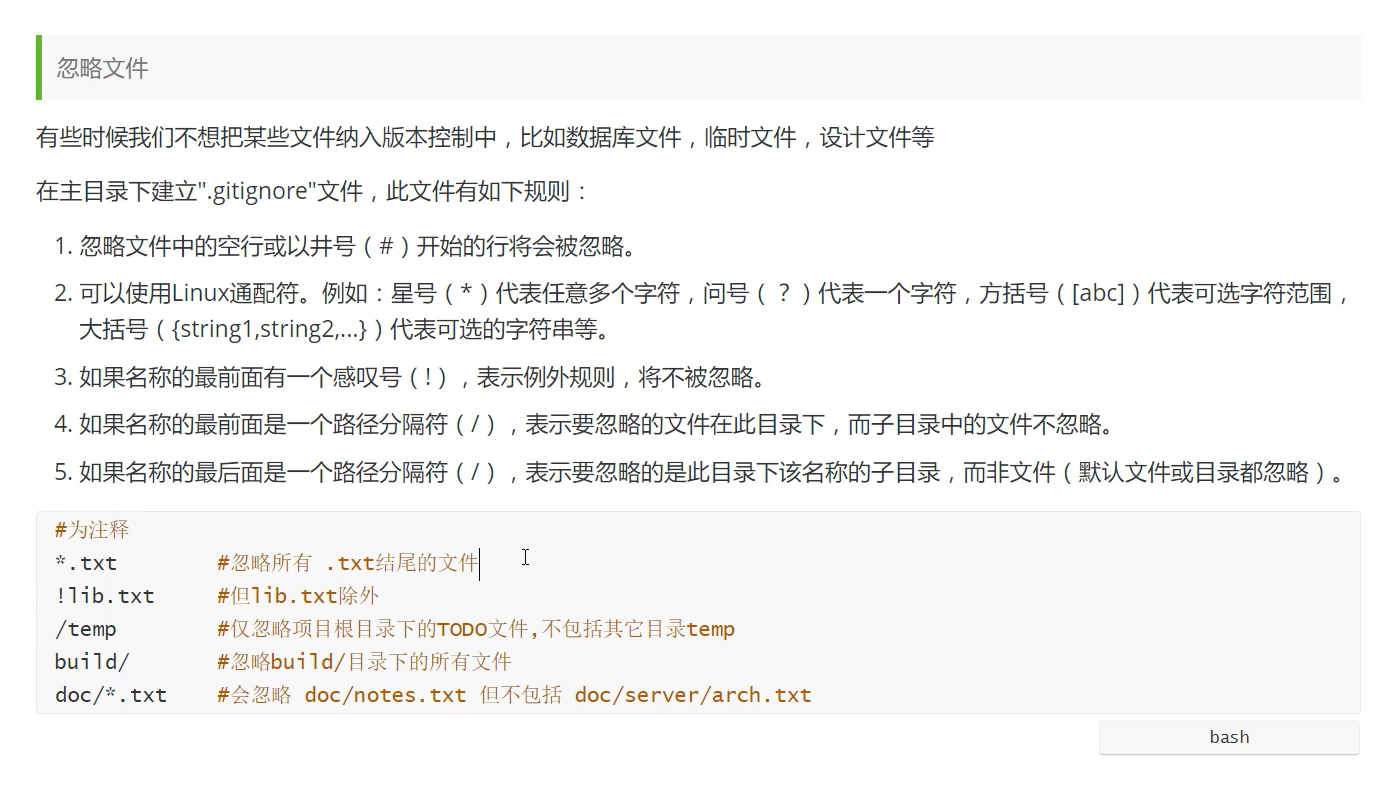 忽略文件
有些时候我们不想把某些文件纳入版本控制中，比如数据库文件，临时文件，设计文件等
在主目录下建立".gitignore"文件，此文件有如下规则：
1. 忽略文件中的空行或以井号（#）开始的行将会被忽略。
2. 可以使用Linux通配符。例如：星号（*）代表任意多个字符，问号（？）代表一个字符，方括号（[abc]）代表可选字符范围，
大括号（{string1,string2,...}）代表可选的字符串等。
3. 如果名称的最前面有一个感叹号（!），表示例外规则，将不被忽略。
4. 如果名称的最前面是一个路径分隔符（/），表示要忽略的文件在此目录下，而子目录中的文件不忽略。
5. 如果名称的最后面是一个路径分隔符（/），表示要忽略的是此目录下该名称的子目录，而非文件（默认文件或目录都忽略）。
#为注释
*.txt        #忽略所有 .txt结尾的文件
!lib.txt     #但lib.txt除外
/temp        #仅忽略项目根目录下的TODO文件,不包括其它目录temp
build/       #忽略build/目录下的所有文件
doc/*.txt    #会忽略 doc/notes.txt 但不包括 doc/server/arch.txt
bash